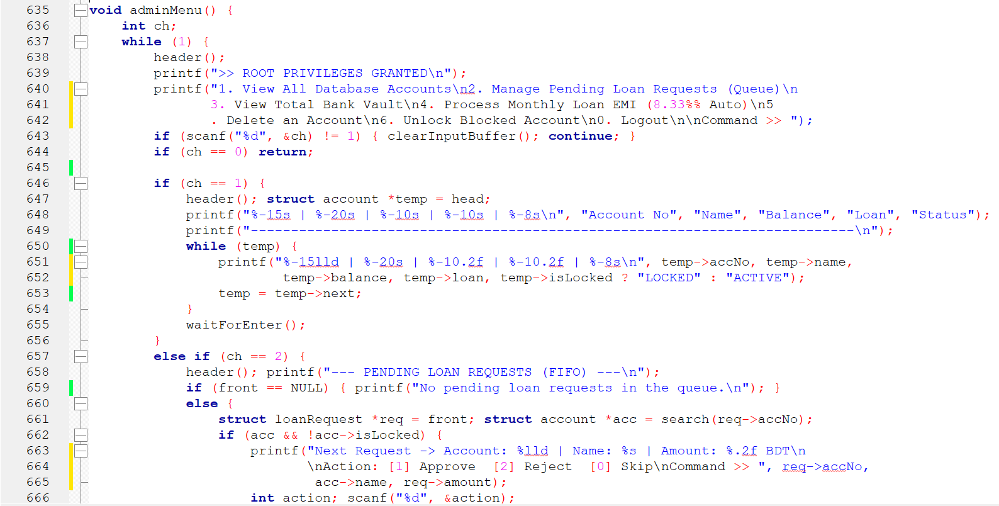 635 void adminMenu() {
636 int ch;
637 while (1) {
638 header();
639 printf(">> ROOT PRIVILEGES GRANTED\n");
640 printf("1. View All Database Accounts\n2. Manage Pending Loan Requests (Queue)\n
641 3. View Total Bank Vault\n4. Process Monthly Loan EMI (8.33%% Auto)\n5
642 . Delete an Account\n6. Unlock Blocked Account\n0. Logout\n\nCommand >> ");
643 if (scanf("%d", &ch) != 1) { clearInputBuffer(); continue; }
644 if (ch == 0) return;
645
646 if (ch == 1) {
647 header(); struct account *temp = head;
648 printf("%-15s | %-20s | %-10s | %-10s | %-8s\n", "Account No", "Name", "Balance", "Loan", "Status");
649 printf("---------------------------------------------------------------------------\n");
650 while (temp) {
651 printf("%-15lld | %-20s | %-10.2f | %-10.2f | %-8s\n", temp->accNo, temp->name,
652 temp->balance, temp->loan, temp->isLocked ? "LOCKED" : "ACTIVE");
653 temp = temp->next;
654 }
655 waitForEnter();
656 }
657 else if (ch == 2) {
658 header(); printf("--- PENDING LOAN REQUESTS (FIFO) ---\n");
659 if (front == NULL) { printf("No pending loan requests in the queue.\n"); }
660 else {
661 struct loanRequest *req = front; struct account *acc = search(req->accNo);
662 if (acc && !acc->isLocked) {
663 printf("Next Request -> Account: %lld | Name: %s | Amount: %.2f BDT\n
664 \nAction: [1] Approve [2] Reject [0] Skip\nCommand >> ", req->accNo,
665 acc->name, req->amount);
666 int action; scanf("%d", &action);